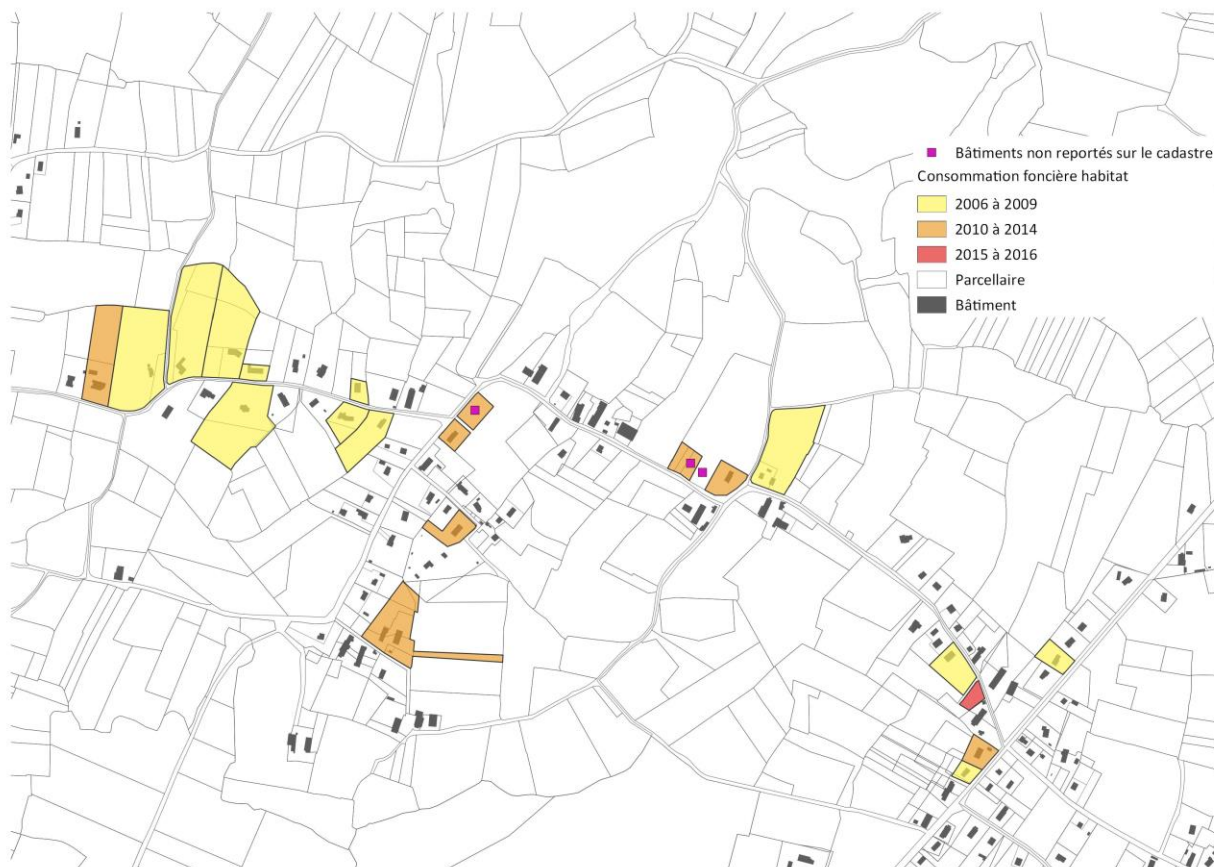 Bâtiments non reportés sur le cadastre
Consommation foncière habitat
2006 à 2009
2010 à 2014
2015 à 2016
Parcellaire
Bâtiment